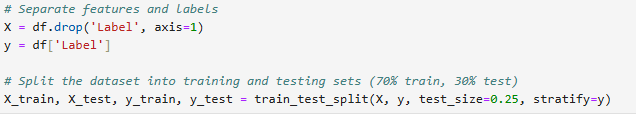 # Separate features and labels
X = df.drop('Label', axis=1)
y = df['Label']
# Split the dataset into training and testing sets (70% train, 30% test)
X_train, X_test, y_train, y_test = train_test_split(X, y, test_size=0.25, stratify=y)